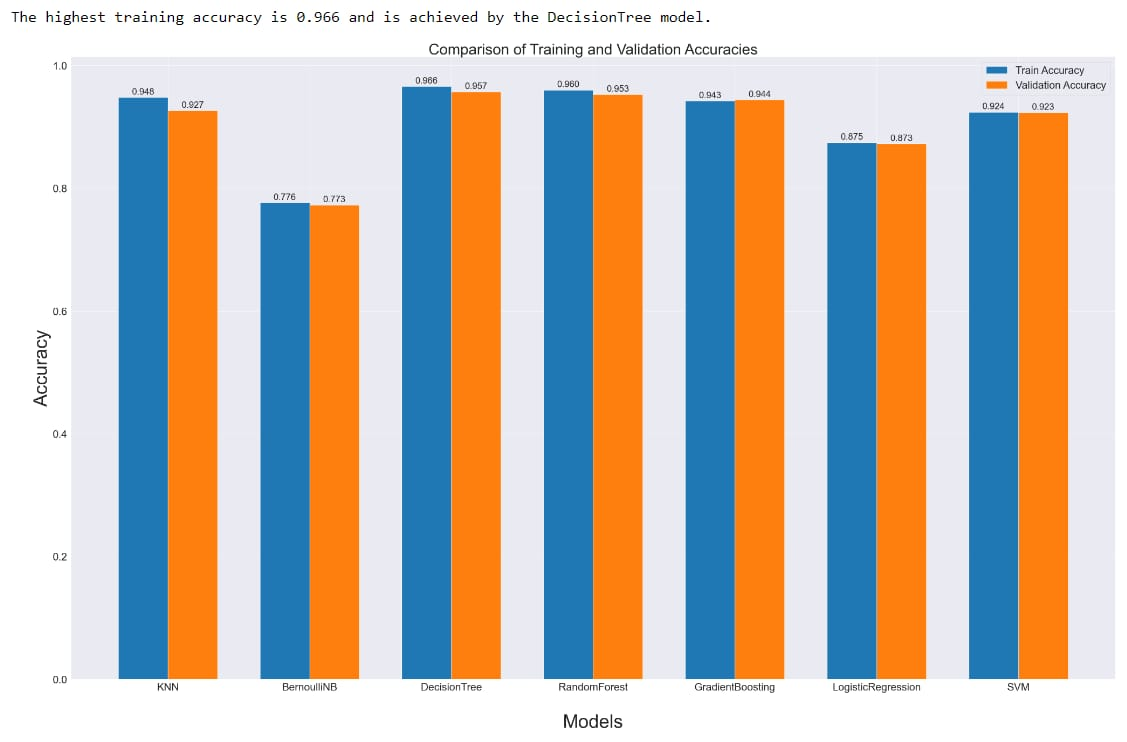 The highest training accuracy is 0.966 and is achieved by the DecisionTree model.
Comparison of Training and Validation Accuracies
Train Accuracy
Validation Accuracy
1.0
0.8
0.6
0.4
0.2
0.0
Accuracy
0.948
0.927
0.776
0.773
0.966
0.957
0.960
0.953
0.943
0.944
0.875
0.873
0.924
0.923
KNN
BernoulliNB
DecisionTree
RandomForest
GradientBoosting
LogisticRegression
SVM
Models